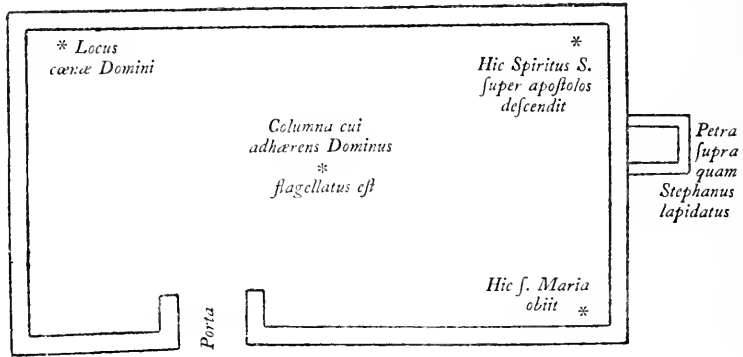 * Locus
cœnæ Domini
*
Hic Spiritus S.
ſuper apoſtolos
deſcendit
Columna cui
adhærens Dominus
*
flagellatus eſt
Petra
ſupra
quam
Stephanus
lapidatus
Hic ſ. Maria
obiit *
Porta